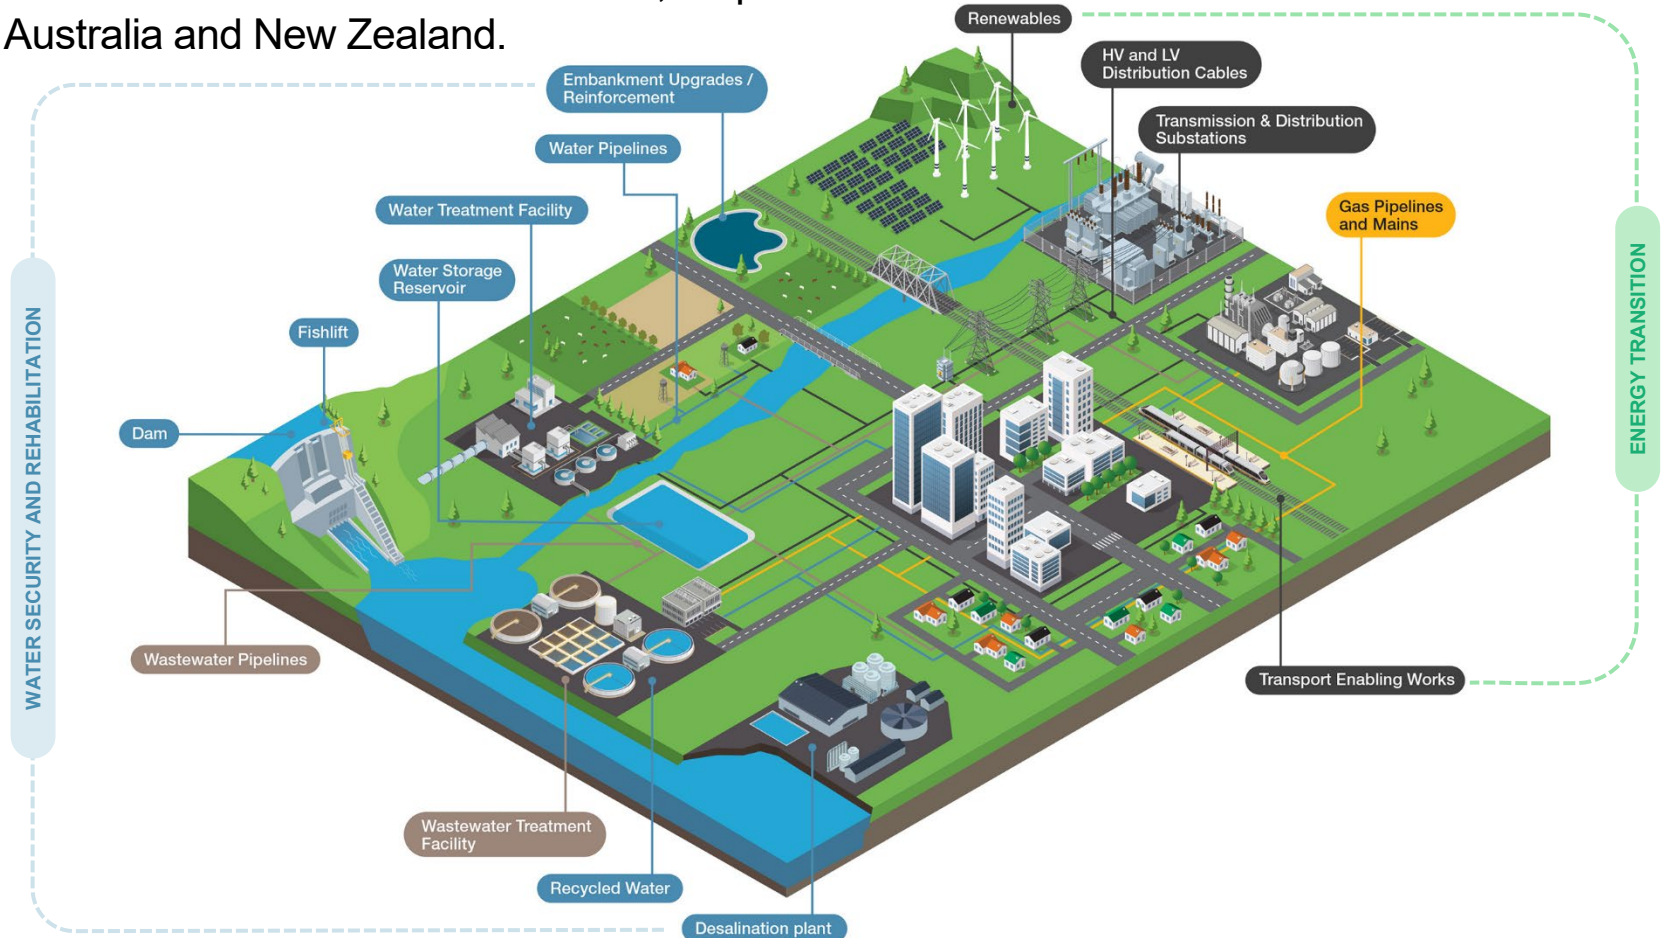 Australia and New Zealand.
Renewables
HV and LV
Distribution Cables
Embankment Upgrades /
Reinforcement
Transmission & Distribution
Substations
Water Pipelines
Water Treatment Facility
Gas Pipelines
and Mains
Water Storage
Reservoir
Fishlift
Dam
WATER SECURITY AND REHABILITATION
ENERGY TRANSITION
Wastewater Pipelines
Transport Enabling Works
Wastewater Treatment
Facility
Recycled Water
Desalination plant